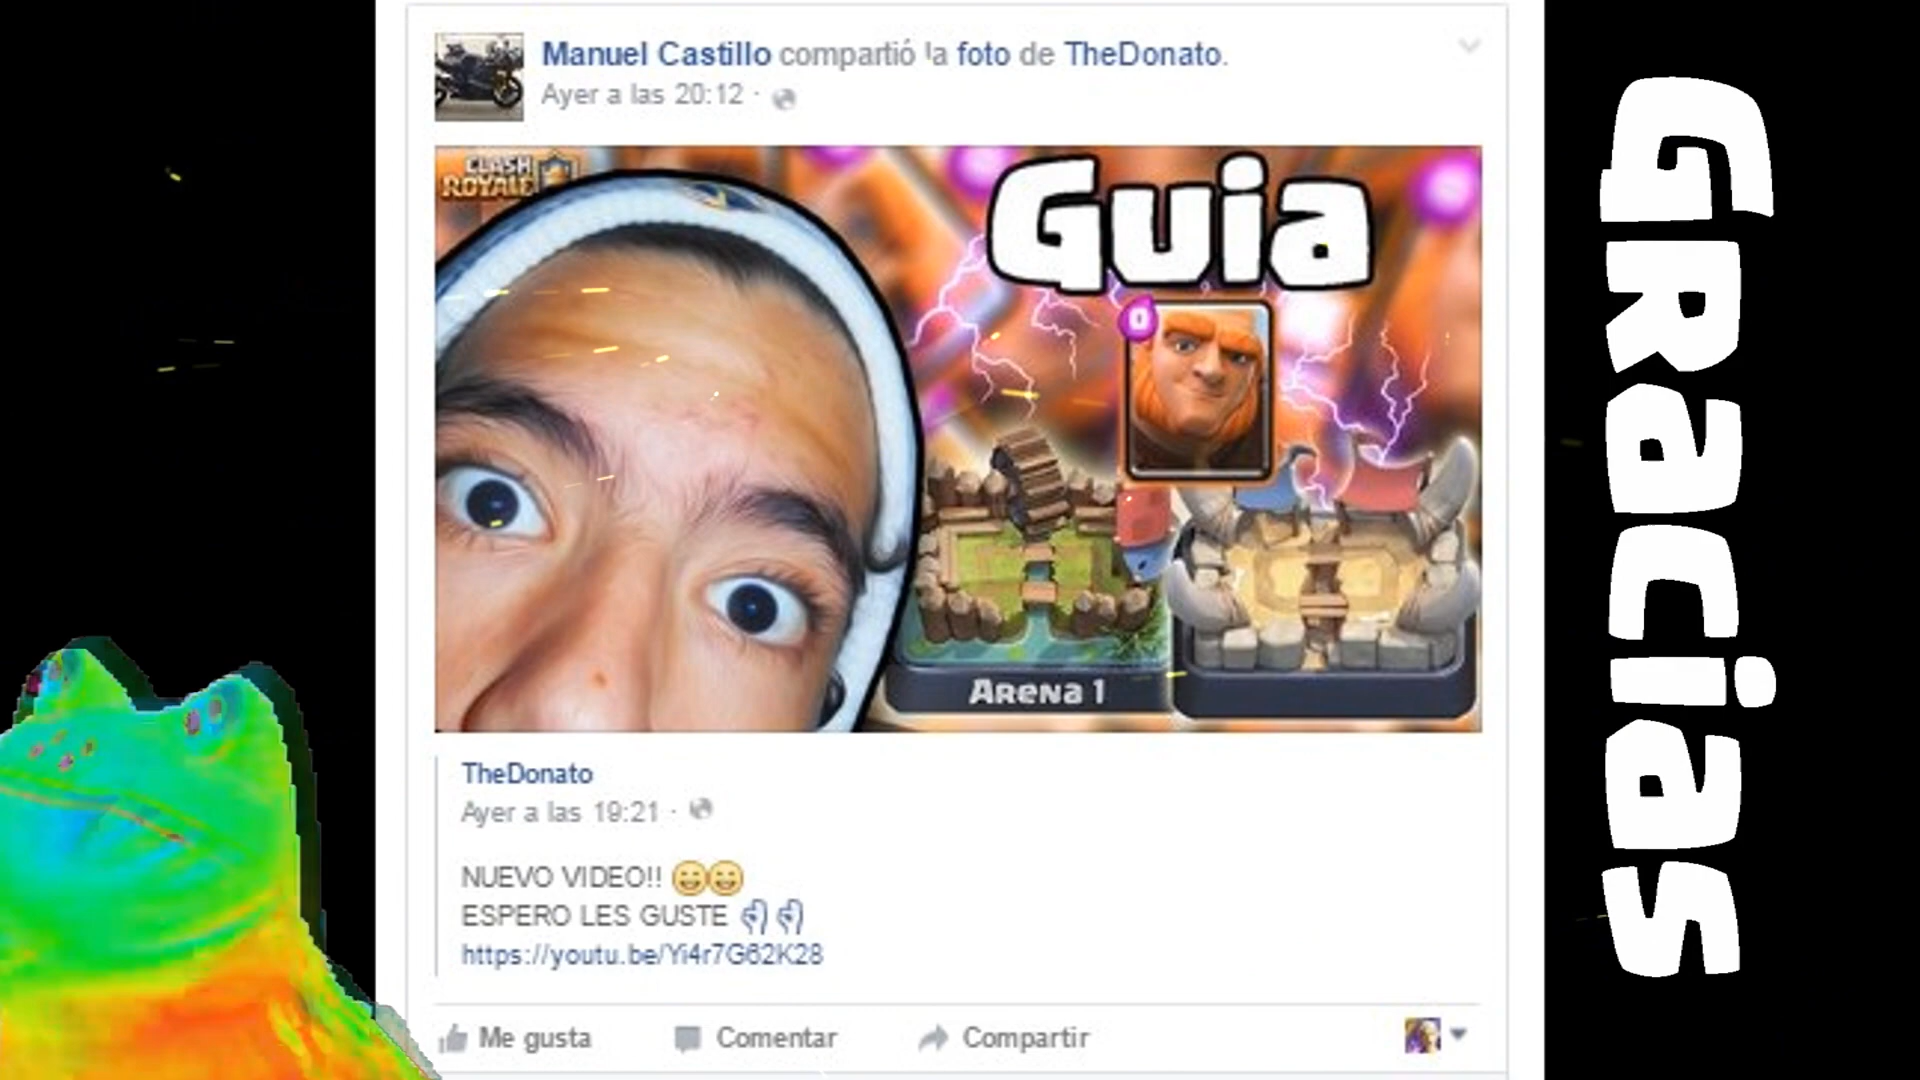 Manuel Castillo compartió la foto de TheDonato.
Ayer a las 20:12 ·
CLASH
ROYALE
Guia
0
Arena 1
TheDonato
Ayer a las 19:21 ·
NUEVO VIDEO!! 😄😄
ESPERO LES GUSTE 👌👌
https://youtu.be/Yi4r7G62K28
Me gusta
Comentar
Compartir
Gracias